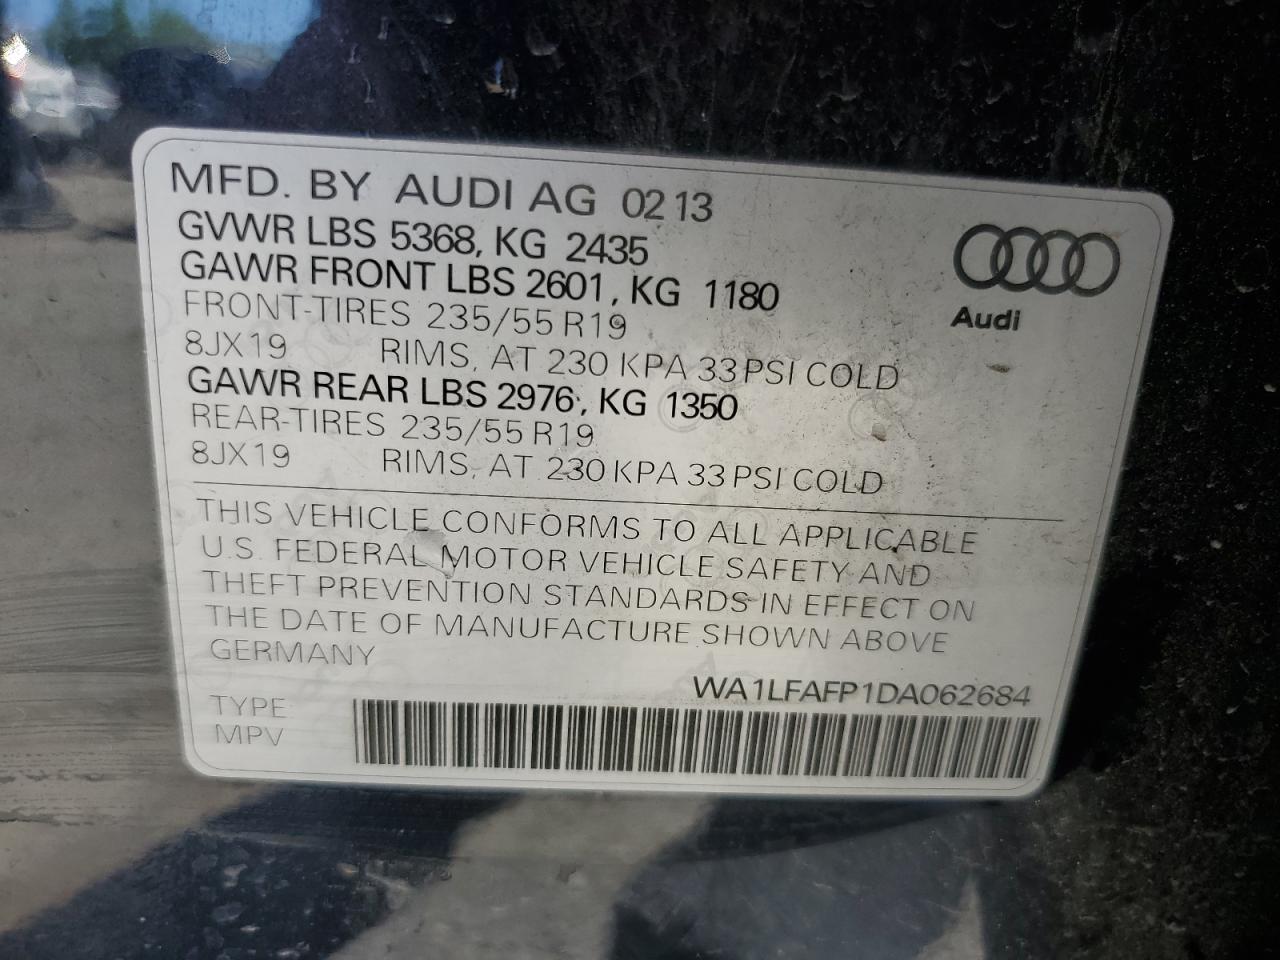 MFD. BY AUDI AG 02 13
GVWR LBS 5368, KG 2435
GAWR FRONT LBS 2601, KG 1180
FRONT-TIRES 235/55 R19
8JX19 RIMS, AT 230 KPA 33 PSI COLD
GAWR REAR LBS 2976, KG 1350
REAR-TIRES 235/55 R19
8JX19 RIMS, AT 230 KPA 33 PSI COLD
Audi
THIS VEHICLE CONFORMS TO ALL APPLICABLE
U.S. FEDERAL MOTOR VEHICLE SAFETY AND
THEFT PREVENTION STANDARDS IN EFFECT ON
THE DATE OF MANUFACTURE SHOWN ABOVE
GERMANY
WA1LFAFP1DA062684
TYPE
MPV